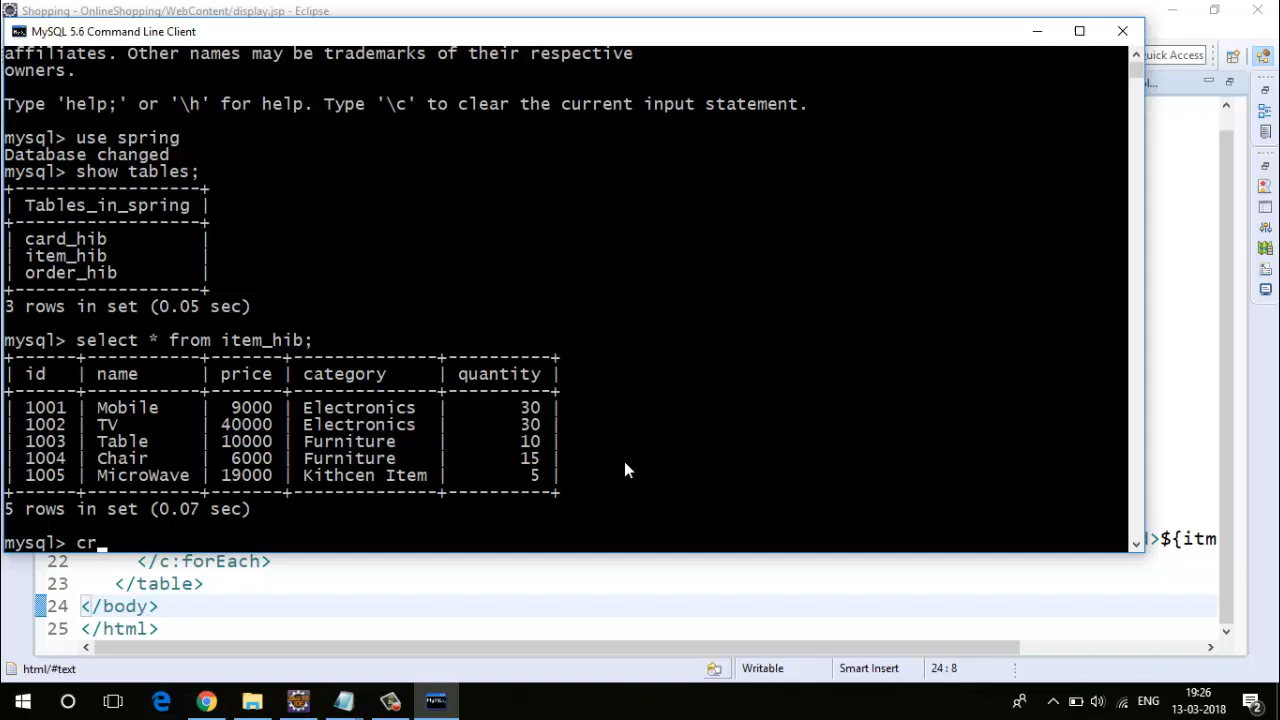 Shopping - OnlineShopping/WebContent/display.jsp - Eclipse
MySQL 5.6 Command Line Client
Quick Access
affiliates. Other names may be trademarks of their respective
owners.
Type 'help;' or '\h' for help. Type '\c' to clear the current input statement.
mysql> use spring
Database changed
mysql> show tables;
+------------------+
| Tables_in_spring |
+------------------+
| card_hib         |
| item_hib         |
| order_hib        |
+------------------+
3 rows in set (0.05 sec)
mysql> select * from item_hib;
+------+-----------+-------+--------------+----------+
| id   | name      | price | category     | quantity |
+------+-----------+-------+--------------+----------+
| 1001 | Mobile    |  9000 | Electronics  |       30 |
| 1002 | TV        | 40000 | Electronics  |       30 |
| 1003 | Table     | 10000 | Furniture    |       10 |
| 1004 | Chair     |  6000 | Furniture    |       15 |
| 1005 | MicroWave | 19000 | Kithcen Item |        5 |
+------+-----------+-------+--------------+----------+
5 rows in set (0.07 sec)
mysql> cr_
>${itm
22 </c:forEach>
23 </table>
24 </body>
25 </html>
html/#text
Writable
Smart Insert
24 : 8
ENG
19:26
13-03-2018
2